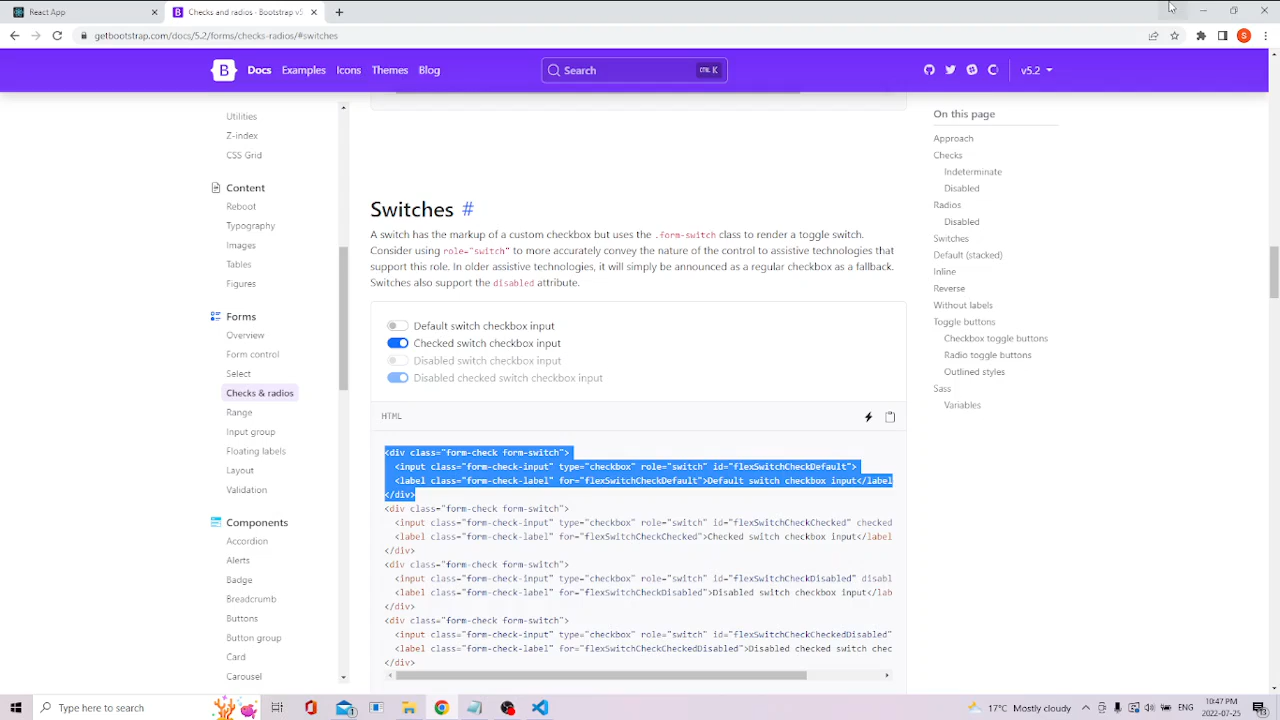 React App
Checks and radios · Bootstrap v5
getbootstrap.com/docs/5.2/forms/checks-radios/#switches
S
B
Docs
Examples
Icons
Themes
Blog
Search
CTRL K
v5.2
Utilities
Z-index
CSS Grid
Content
Reboot
Typography
Images
Tables
Figures
Forms
Overview
Form control
Select
Checks & radios
Range
Input group
Floating labels
Layout
Validation
Components
Accordion
Alerts
Badge
Breadcrumb
Buttons
Button group
Card
Carousel
Switches #
A switch has the markup of a custom checkbox but uses the .form-switch class to render a toggle switch.
Consider using role="switch" to more accurately convey the nature of the control to assistive technologies that
support this role. In older assistive technologies, it will simply be announced as a regular checkbox as a fallback.
Switches also support the disabled attribute.
Default switch checkbox input
Checked switch checkbox input
Disabled switch checkbox input
Disabled checked switch checkbox input
HTML
<div class="form-check form-switch">
<input class="form-check-input" type="checkbox" role="switch" id="flexSwitchCheckDefault">
<label class="form-check-label" for="flexSwitchCheckDefault">Default switch checkbox input</label
</div>
<div class="form-check form-switch">
<input class="form-check-input" type="checkbox" role="switch" id="flexSwitchCheckChecked" checked
<label class="form-check-label" for="flexSwitchCheckChecked">Checked switch checkbox input</label
</div>
<div class="form-check form-switch">
<input class="form-check-input" type="checkbox" role="switch" id="flexSwitchCheckDisabled" disabl
<label class="form-check-label" for="flexSwitchCheckDisabled">Disabled switch checkbox input</lab
</div>
<div class="form-check form-switch">
<input class="form-check-input" type="checkbox" role="switch" id="flexSwitchCheckCheckedDisabled"
<label class="form-check-label" for="flexSwitchCheckCheckedDisabled">Disabled checked switch chec
</div>
On this page
Approach
Checks
Indeterminate
Disabled
Radios
Disabled
Switches
Default (stacked)
Inline
Reverse
Without labels
Toggle buttons
Checkbox toggle buttons
Radio toggle buttons
Outlined styles
Sass
Variables
Type here to search
17°C Mostly cloudy
ENG
10:47 PM
2022-07-25